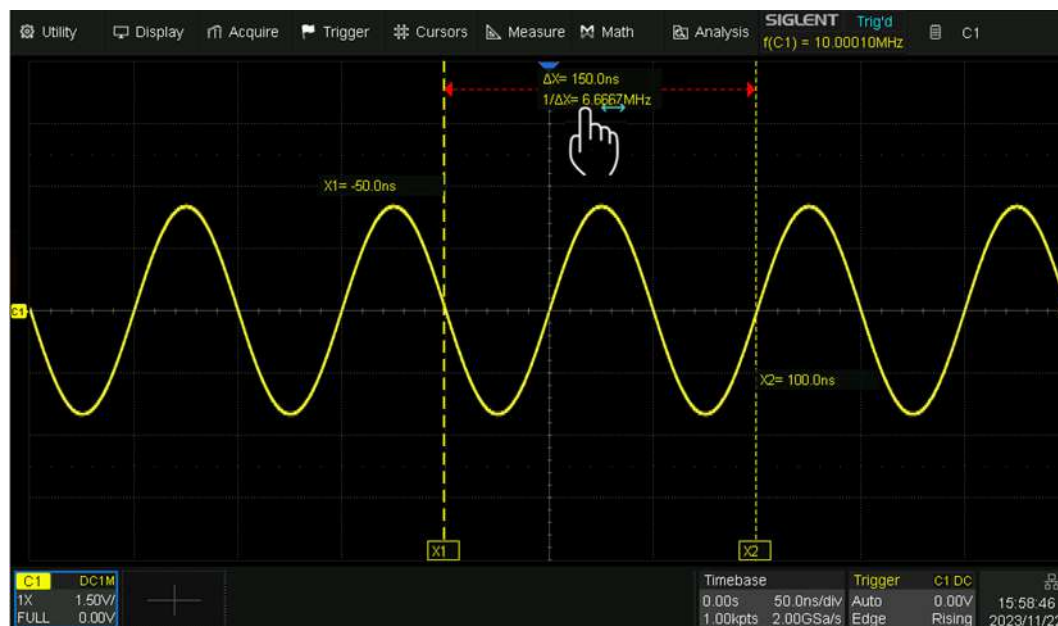 Utility Display Acquire Trigger Cursors Measure Math Analysis
SIGLENT Trig'd
f(C1) = 10.00010MHz
C1
ΔX= 150.0ns
1/ΔX= 6.6667MHz
X1= -50.0ns
C1
X2= 100.0ns
X1 X2
C1 DC1M
1X 1.50V/
FULL 0.00V
Timebase
0.00s 50.0ns/div
1.00kpts 2.00GSa/s
Trigger C1 DC
Auto 0.00V
Edge Rising
15:58:46